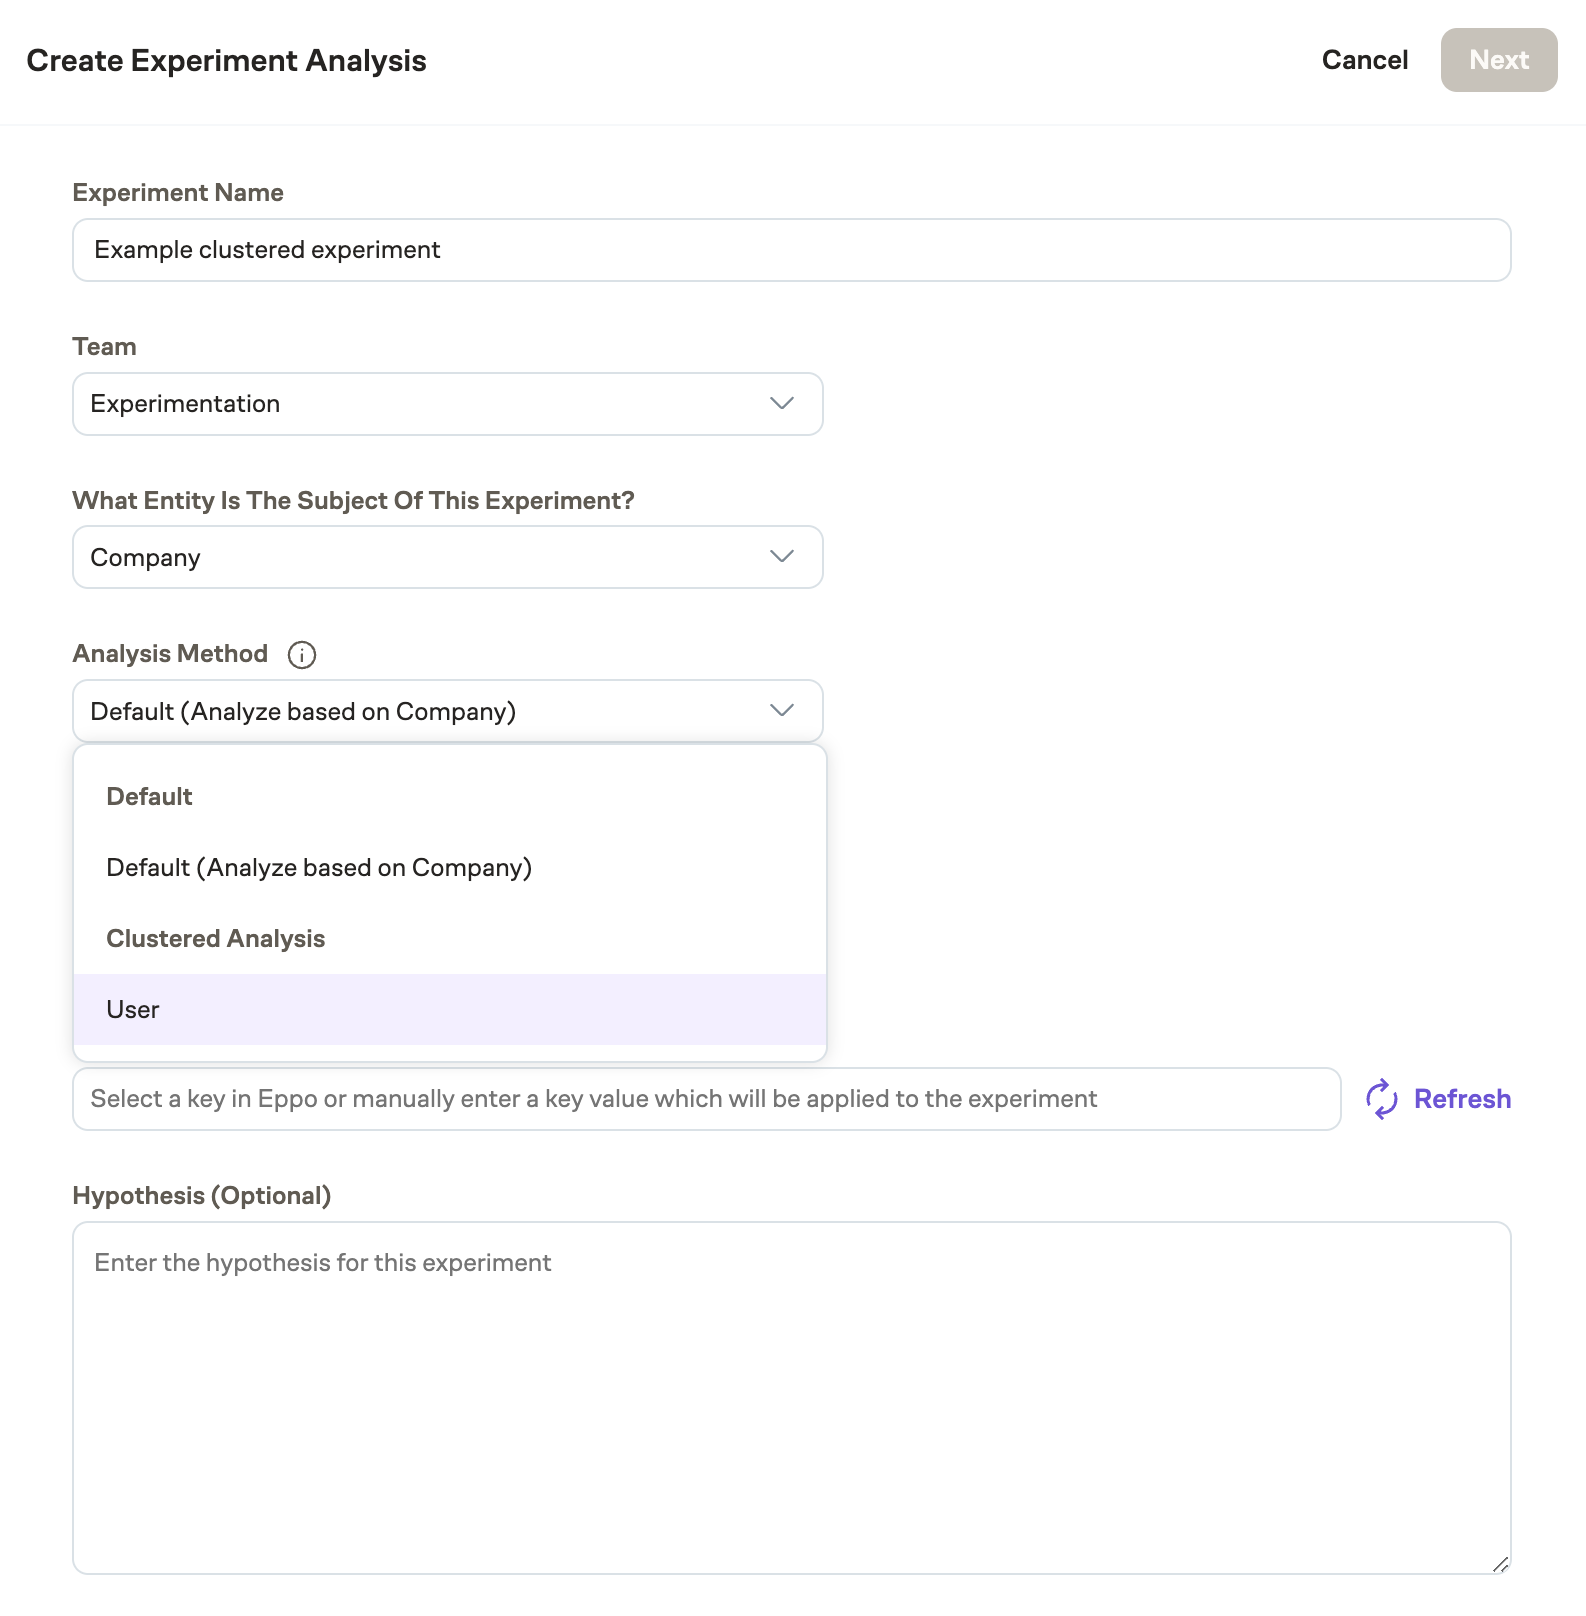 Create Experiment Analysis
Cancel
Next
Experiment Name
Example clustered experiment
Team
Experimentation
What Entity Is The Subject Of This Experiment?
Company
Analysis Method
Default (Analyze based on Company)
Default
Default (Analyze based on Company)
Clustered Analysis
User
Select a key in Eppo or manually enter a key value which will be applied to the experiment
Refresh
Hypothesis (Optional)
Enter the hypothesis for this experiment